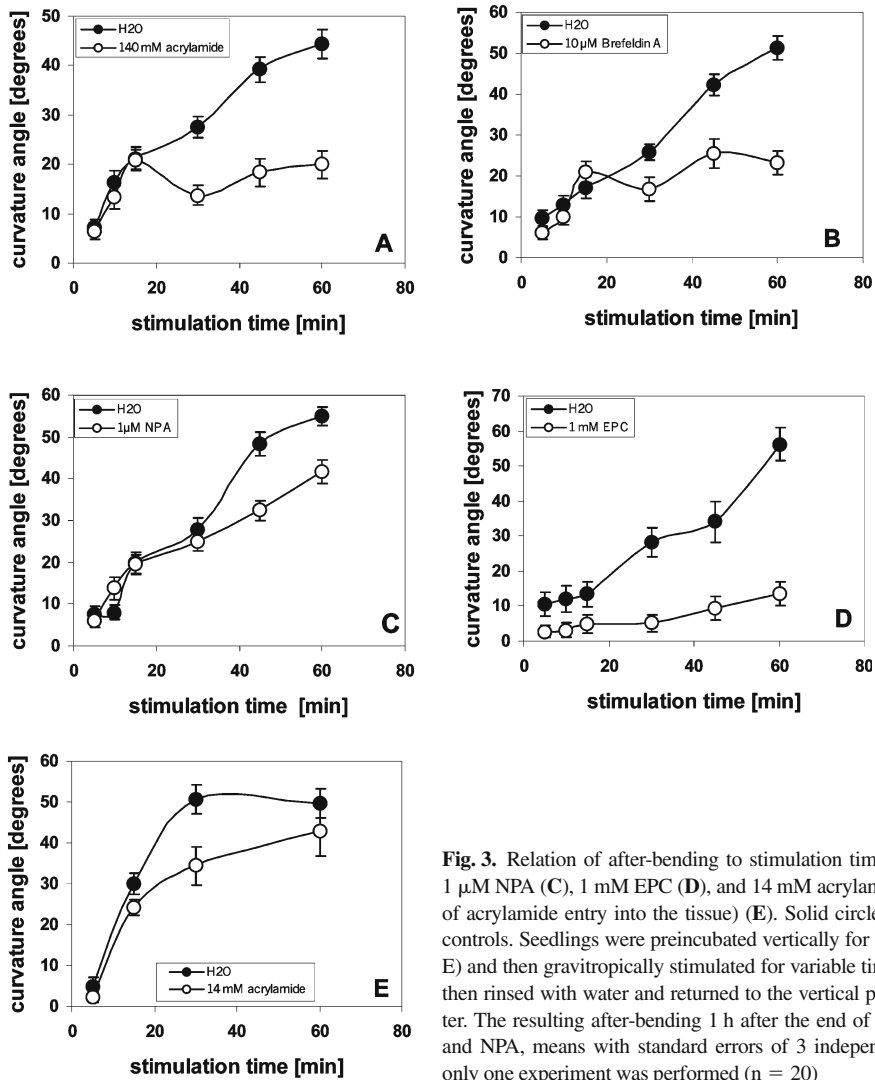 curvature angle [degrees]
50
40
30
20
10
0
H2O
140 mM acrylamide
A
0 20 40 60 80
stimulation time [min]
curvature angle [degrees]
60
50
40
30
20
10
0
H2O
10 µM Brefeldin A
B
0 20 40 60 80
stimulation time [min]
curvature angle [degrees]
60
50
40
30
20
10
0
H2O
1µM NPA
C
0 20 40 60 80
stimulation time [min]
curvature angle [degrees]
70
60
50
40
30
20
10
0
H2O
1 mM EPC
D
0 20 40 60 80
stimulation time [min]
curvature angle [degrees]
60
50
40
30
20
10
0
H2O
14 mM acrylamide
E
0 20 40 60 80
stimulation time [min]
Fig. 3. Relation of after-bending to stimulation tim
1 µM NPA (C), 1 mM EPC (D), and 14 mM acrylan
of acrylamide entry into the tissue) (E). Solid circle
controls. Seedlings were preincubated vertically for
E) and then gravitropically stimulated for variable tir
then rinsed with water and returned to the vertical p
ter. The resulting after-bending 1 h after the end of
and NPA, means with standard errors of 3 indepen
only one experiment was performed (n = 20)